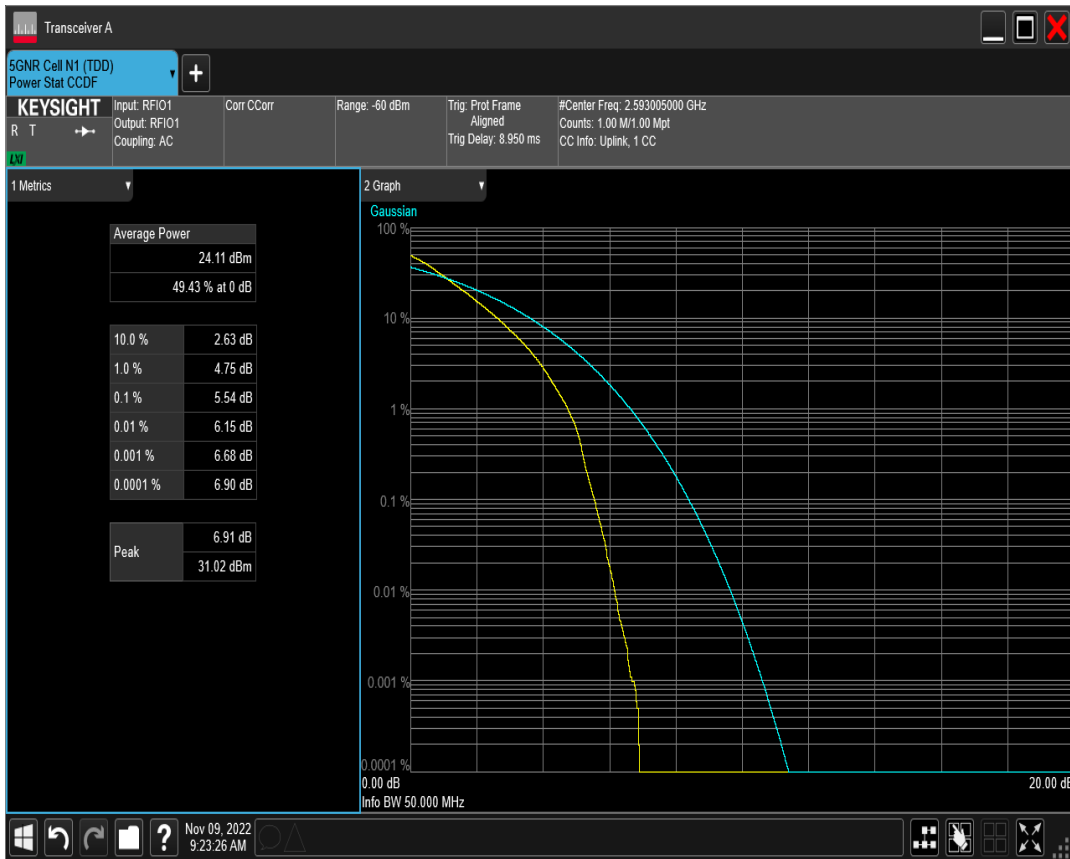 Transceiver A
5GNR Cell N1 (TDD)
Power Stat CCDF
+
KEYSIGHT
R T
LXI
Input: RFIO1
Output: RFIO1
Coupling: AC
Corr CCorr
Range: -60 dBm
Trig: Prot Frame
Aligned
Trig Delay: 8.950 ms
#Center Freq: 2.593005000 GHz
Counts: 1.00 M/1.00 Mpt
CC Info: Uplink, 1 CC
1 Metrics
Average Power
24.11 dBm
49.43 % at 0 dB
10.0 % 2.63 dB
1.0 % 4.75 dB
0.1 % 5.54 dB
0.01 % 6.15 dB
0.001 % 6.68 dB
0.0001 % 6.90 dB
Peak 6.91 dB
31.02 dBm
2 Graph
Gaussian
100 %
10 %
1 %
0.1 %
0.01 %
0.001 %
0.0001 %
0.00 dB 20.00 dB
Info BW 50.000 MHz
?
Nov 09, 2022
9:23:26 AM